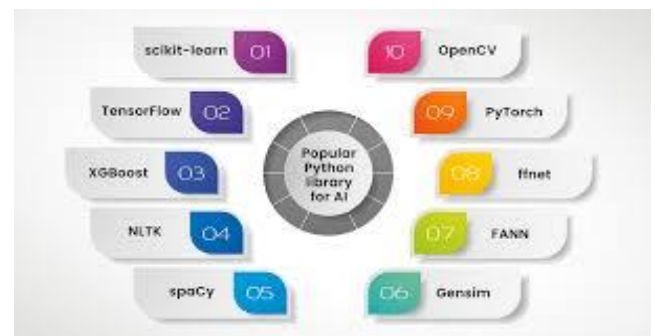 Popular
Python
library
for AI
scikit-learn 01
TensorFlow 02
XGBoost 03
NLTK 04
spaCy 05
06 Gensim
07 FANN
08 ffnet
09 PyTorch
10 OpenCV